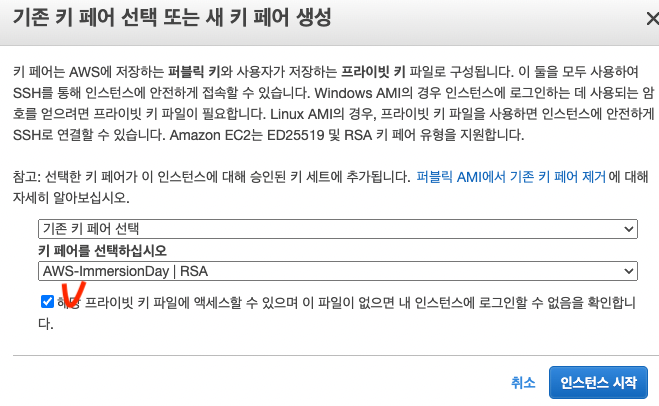 기존 키 페어 선택 또는 새 키 페어 생성
키 페어는 AWS에 저장하는 퍼블릭 키와 사용자가 저장하는 프라이빗 키 파일로 구성됩니다. 이 둘을 모두 사용하여
SSH를 통해 인스턴스에 안전하게 접속할 수 있습니다. Windows AMI의 경우 인스턴스에 로그인하는 데 사용되는 암
호를 얻으려면 프라이빗 키 파일이 필요합니다. Linux AMI의 경우, 프라이빗 키 파일을 사용하면 인스턴스에 안전하게
SSH로 연결할 수 있습니다. Amazon EC2는 ED25519 및 RSA 키 페어 유형을 지원합니다.
참고: 선택한 키 페어가 이 인스턴스에 대해 승인된 키 세트에 추가됩니다. 퍼블릭 AMI에서 기존 키 페어 제거에 대해
자세히 알아보십시오.
기존 키 페어 선택
키 페어를 선택하십시오
AWS-ImmersionDay | RSA
해당 프라이빗 키 파일에 액세스할 수 있으며 이 파일이 없으면 내 인스턴스에 로그인할 수 없음을 확인합니
다.
취소 인스턴스 시작